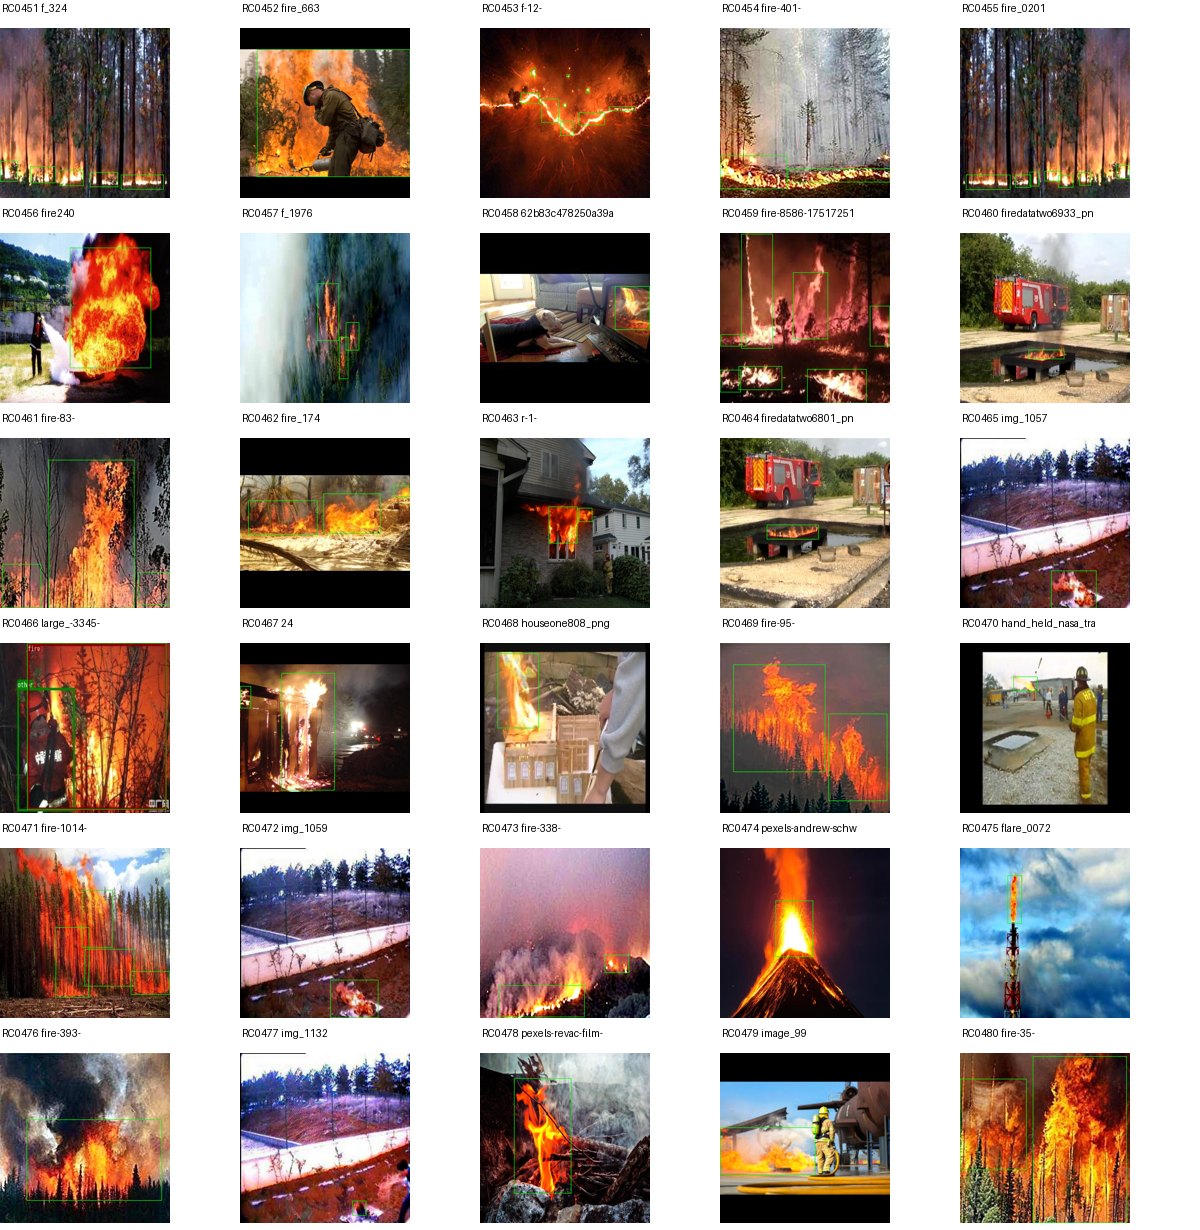 RC0451 f_324
RC0452 fire_663
RC0453 f-12-
RC0454 fire-401-
RC0455 fire_0201
RC0456 fire240
RC0457 f_1976
RC0458 62b83c478250a39a
RC0459 fire-8586-17517251
RC0460 firedatatwo6933_pn
RC0461 fire-83-
RC0462 fire_174
RC0463 r-1-
RC0464 firedatatwo6801_pn
RC0465 img_1057
RC0466 large_-3345-
RC0467 24
RC0468 houseone808_png
RC0469 fire-95-
RC0470 hand_held_nasa_tra
fire
other
RC0471 fire-1014-
RC0472 img_1059
RC0473 fire-338-
RC0474 pexels-andrew-schw
RC0475 flare_0072
RC0476 fire-393-
RC0477 img_1132
RC0478 pexels-revac-film-
RC0479 image_99
RC0480 fire-35-